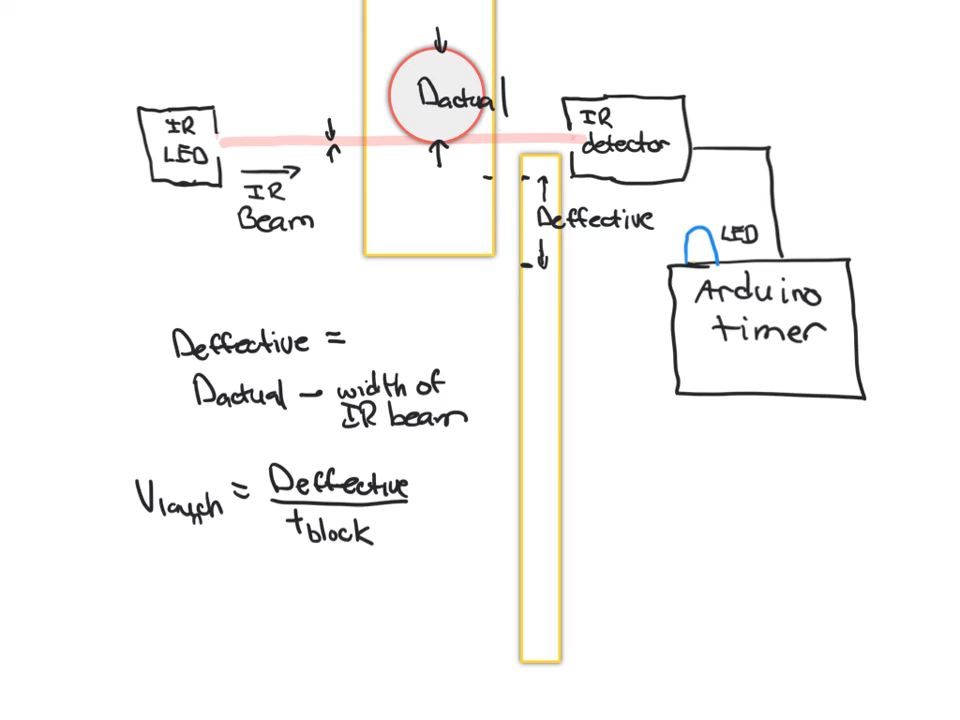 Dactual
IR
LED
IR
detector
IR
Beam
Deffective
LED
Arduino
timer
Deffective =
Dactual - width of
IR beam
Vlaunch = Deffective
tblock